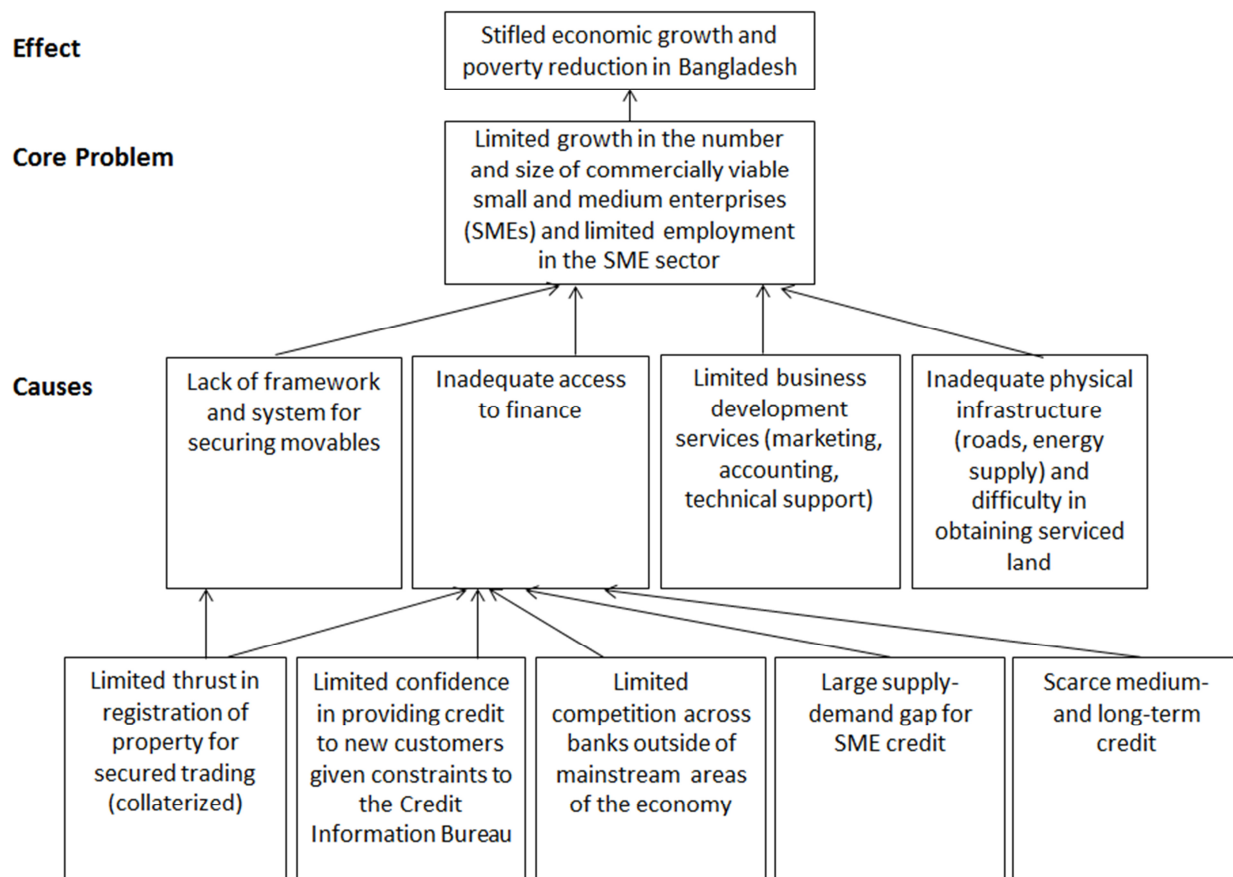 Effect
Stifled economic growth and
poverty reduction in Bangladesh
Core Problem
Limited growth in the number
and size of commercially viable
small and medium enterprises
(SMEs) and limited employment
in the SME sector
Causes
Lack of framework
and system for
securing movables
Inadequate access
to finance
Limited business
development
services (marketing,
accounting,
technical support)
Inadequate physical
infrastructure
(roads, energy
supply) and
difficulty in
obtaining serviced
land
Limited thrust in
registration of
property for
secured trading
(collaterized)
Limited confidence
in providing credit
to new customers
given constraints to
the Credit
Information Bureau
Limited
competition across
banks outside of
mainstream areas
of the economy
Large supply-
demand gap for
SME credit
Scarce medium-
and long-term
credit